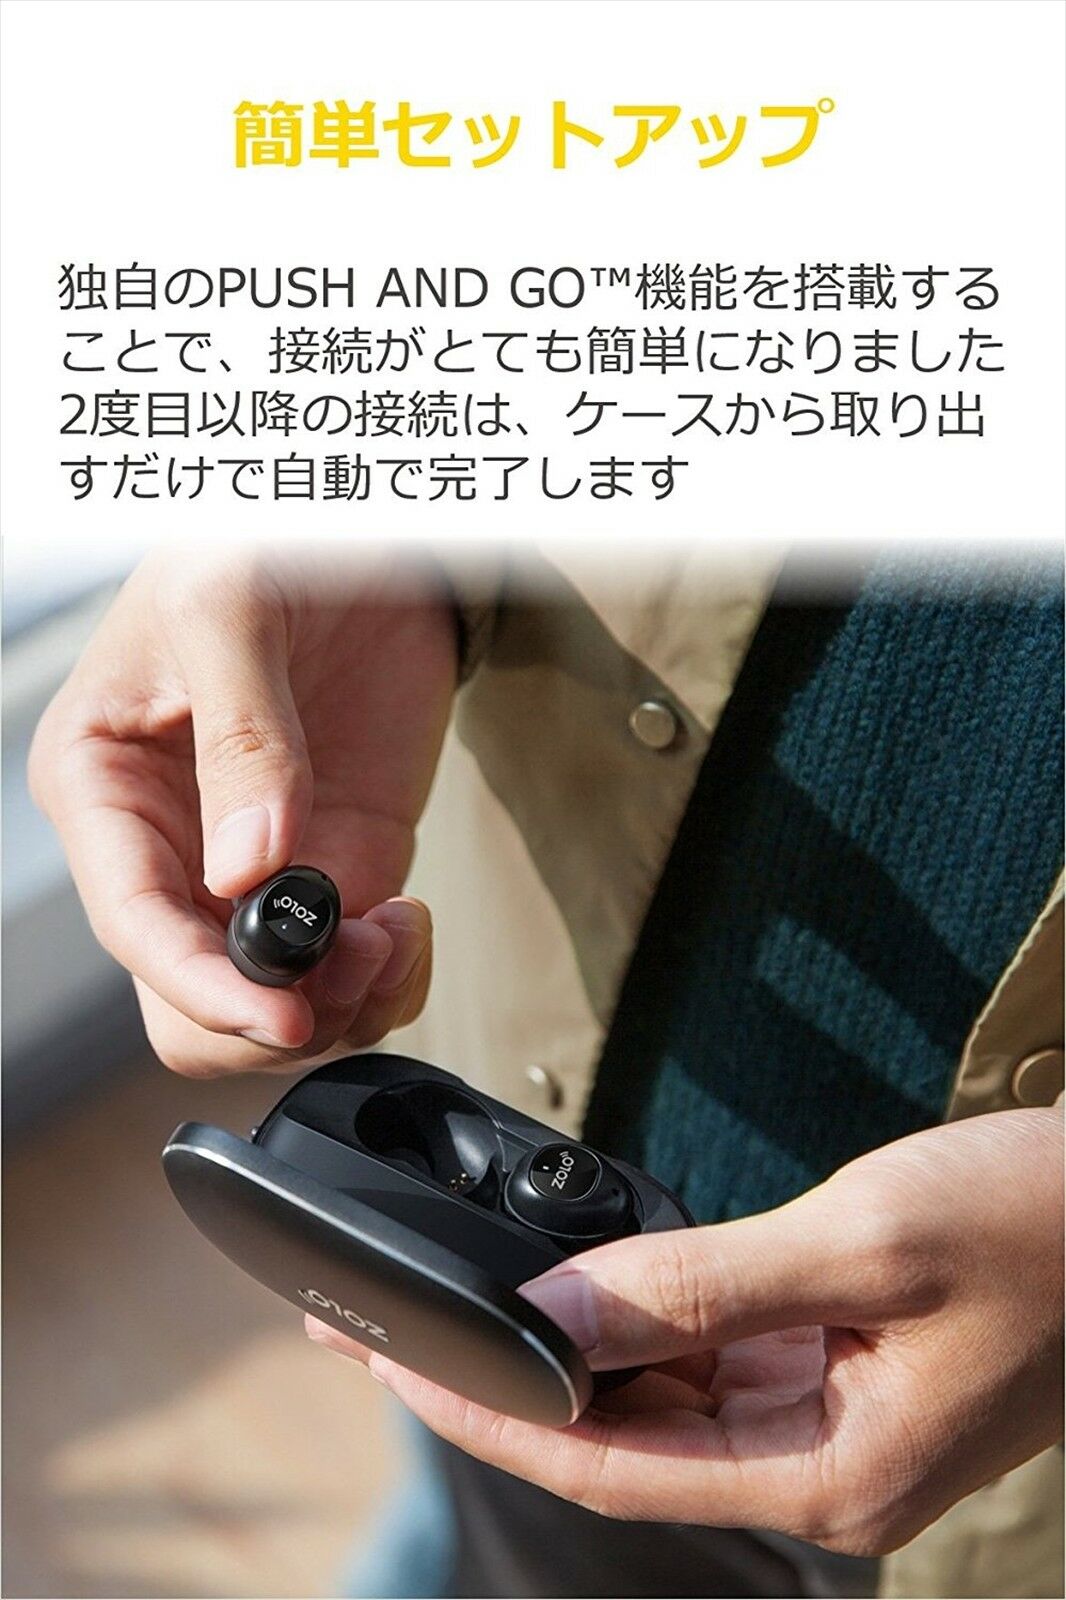 簡単セットアップ
独自のPUSH AND GO™機能を搭載する
ことで、接続がとても簡単になりました
2度目以降の接続は、ケースから取り出
すだけで自動で完了します
ZOLO
ZOLO
ZOLO